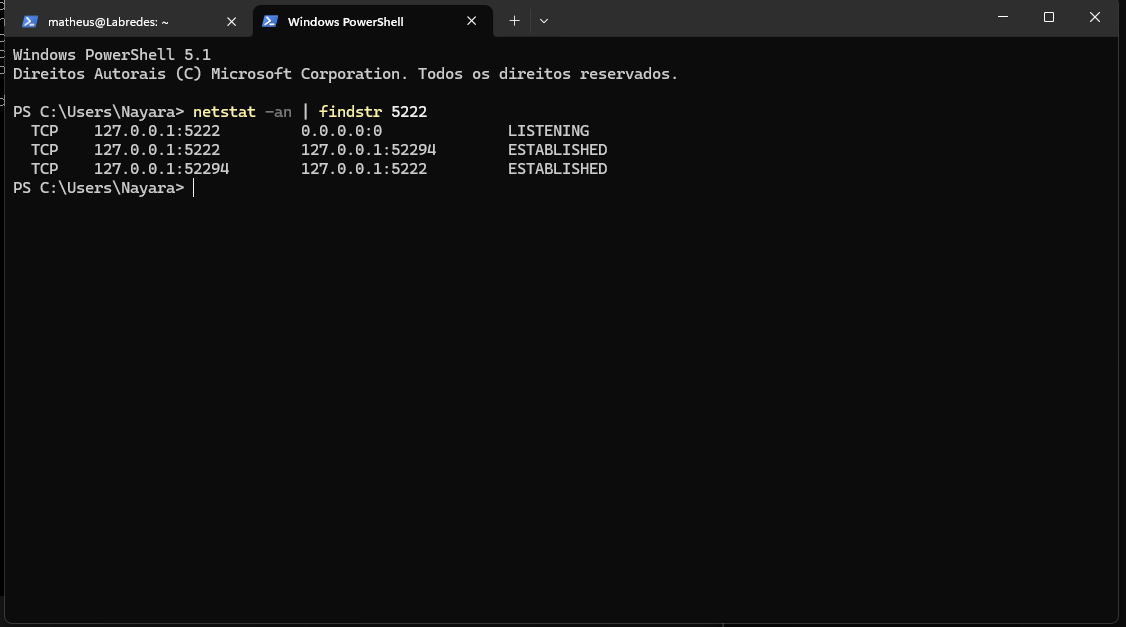 matheus@Labredes: ~
Windows PowerShell
Windows PowerShell 5.1
Direitos Autorais (C) Microsoft Corporation. Todos os direitos reservados.
PS C:\Users\Nayara> netstat -an | findstr 5222
TCP 127.0.0.1:5222 0.0.0.0:0 LISTENING
TCP 127.0.0.1:5222 127.0.0.1:52294 ESTABLISHED
TCP 127.0.0.1:52294 127.0.0.1:5222 ESTABLISHED
PS C:\Users\Nayara>